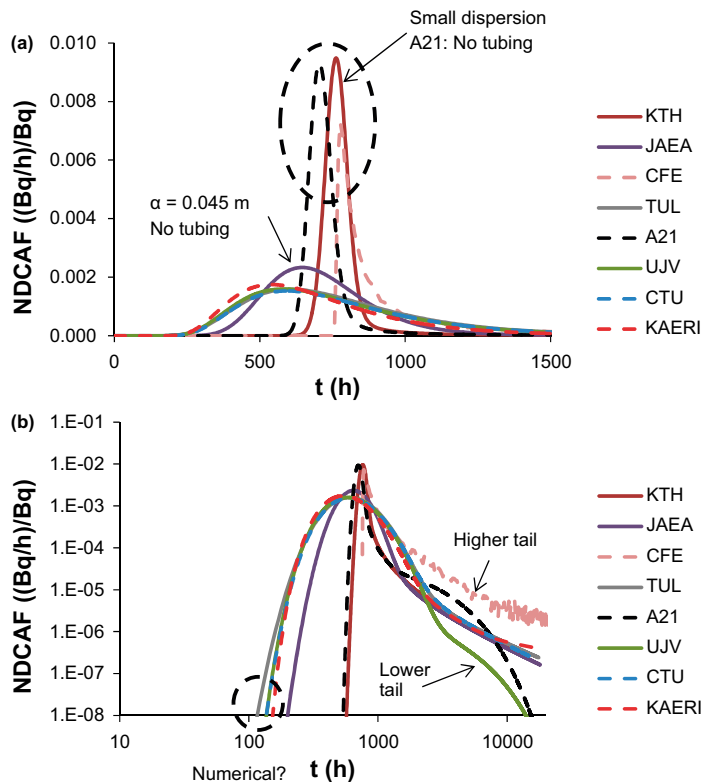 (a)
Small dispersion
A21: No tubing
0.010
0.008
0.006
0.004
0.002
0.000
NDCAF ((Bq/h)/Bq)
α = 0.045 m
No tubing
0
500
1000
1500
t (h)
KTH
JAEA
CFE
TUL
A21
UJV
CTU
KAERI
(b)
1.E-01
1.E-02
1.E-03
1.E-04
1.E-05
1.E-06
1.E-07
1.E-08
NDCAF ((Bq/h)/Bq)
Higher tail
Lower
tail
10
100
1000
10000
Numerical?
t (h)
KTH
JAEA
CFE
TUL
A21
UJV
CTU
KAERI